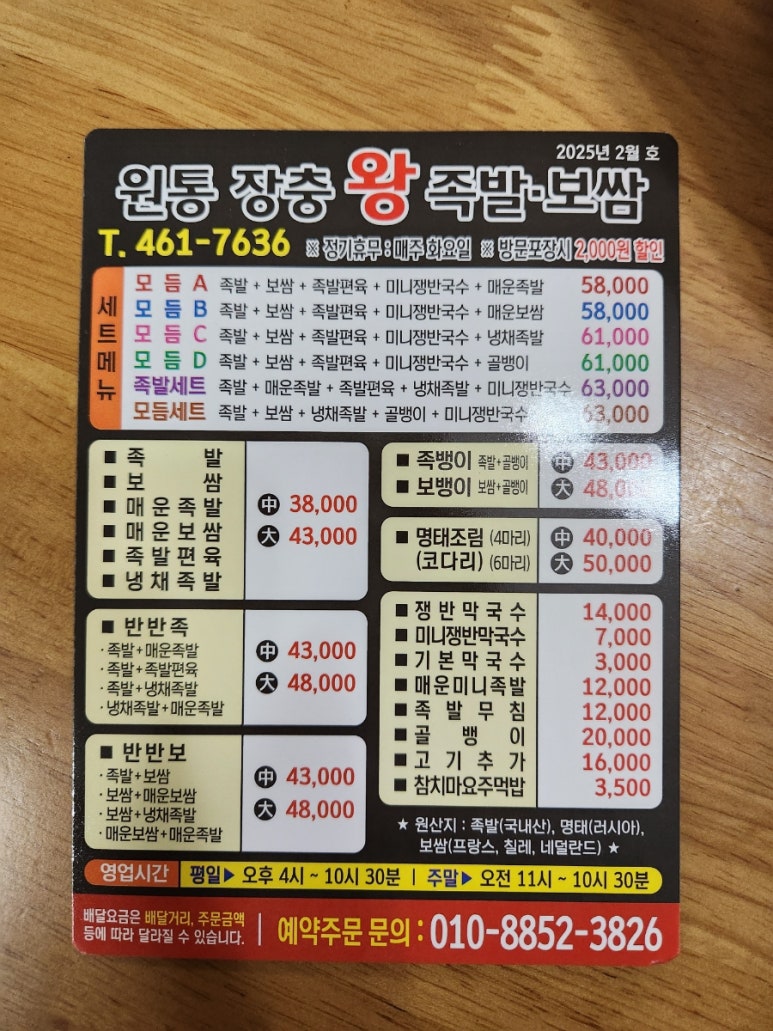 2025년 2월 호
원통 장충 왕 족발·보쌈
T. 461-7636 ※ 정기휴무 : 매주 화요일 ※ 방문포장시 2,000원 할인
세트메뉴
모듬A 족발 + 보쌈 + 족발편육 + 미니쟁반국수 + 매운족발 58,000
모듬B 족발 + 보쌈 + 족발편육 + 미니쟁반국수 + 매운보쌈 58,000
모듬C 족발 + 보쌈 + 족발편육 + 미니쟁반국수 + 냉채족발 61,000
모듬D 족발 + 보쌈 + 족발편육 + 미니쟁반국수 + 골뱅이 61,000
족발세트 족발 + 매운족발 + 족발편육 + 냉채족발 + 미니쟁반국수 63,000
모듬세트 족발 + 보쌈 + 냉채족발 + 골뱅이 + 미니쟁반국수 63,000
■ 족발
■ 보쌈
■ 매운족발
■ 매운보쌈
■ 족발편육
■ 냉채족발
中 38,000
大 43,000
■ 반반족
· 족발+매운족발
· 족발+족발편육
· 족발+냉채족발
· 냉채족발+매운족발
中 43,000
大 48,000
■ 반반보
· 족발+보쌈
· 보쌈+매운보쌈
· 보쌈+냉채족발
· 매운보쌈+매운족발
中 43,000
大 48,000
■ 족뱅이 족발+골뱅이 中 43,000
■ 보뱅이 보쌈+골뱅이 大 48,000
■ 명태조림 (4마리) 中 40,000
(코다리) (6마리) 大 50,000
■ 쟁반막국수 14,000
■ 미니쟁반막국수 7,000
■ 기본막국수 3,000
■ 매운미니족발 12,000
■ 족발무침 12,000
■ 골뱅이 20,000
■ 고기추가 16,000
■ 참치마요주먹밥 3,500
★ 원산지 : 족발(국내산), 명태(러시아),
보쌈(프랑스, 칠레, 네덜란드) ★
영업시간 평일▶ 오후 4시 ~ 10시 30분 | 주말▶ 오전 11시 ~ 10시 30분
배달요금은 배달거리, 주문금액
등에 따라 달라질 수 있습니다.
예약주문 문의 : 010-8852-3826